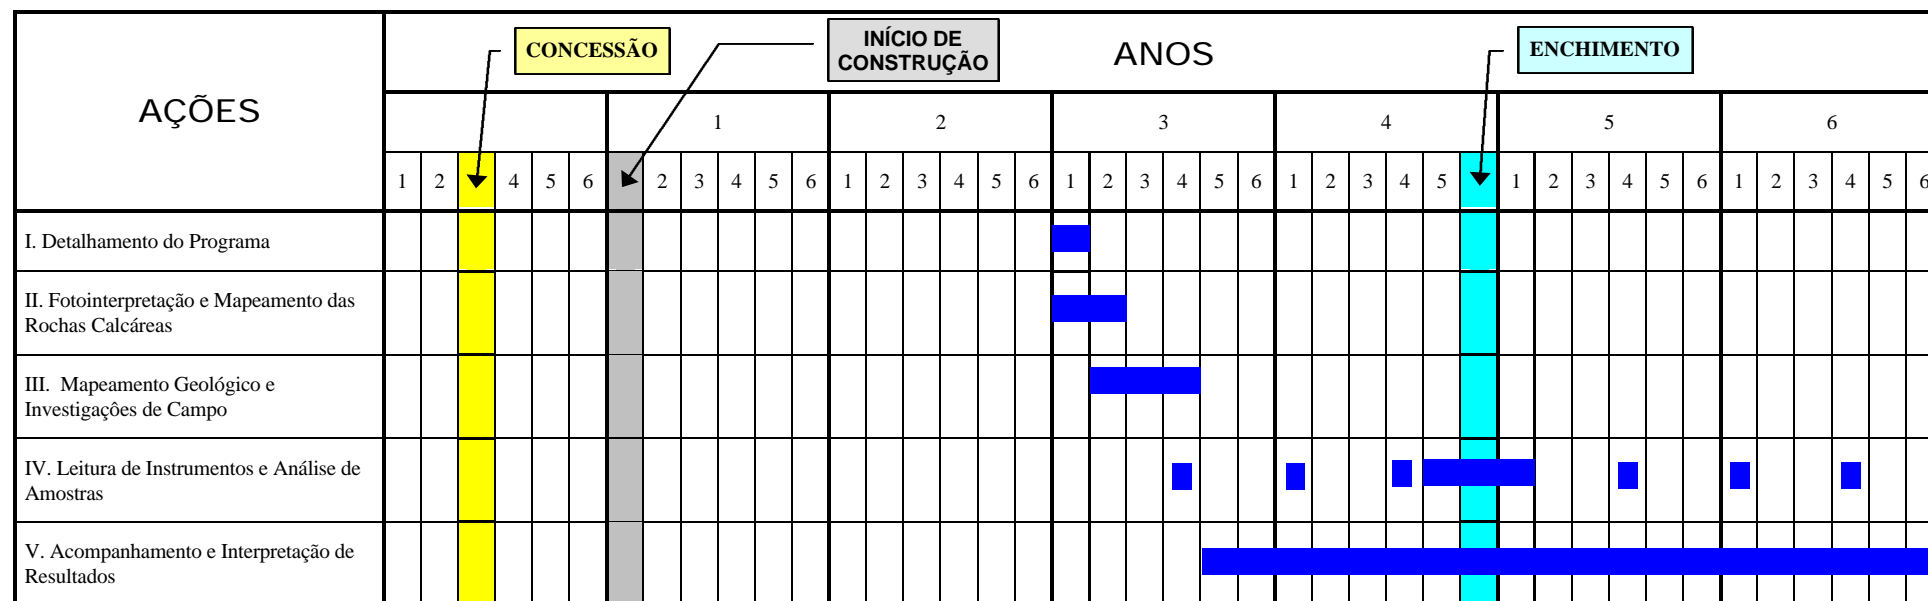 CONCESSÃO
INÍCIO DE
CONSTRUÇÃO
ANOS
ENCHIMENTO
AÇÕES
1 2 3 4 5 6
1 2 4 5 6 2 3 4 5 6 1 2 3 4 5 6 1 2 3 4 5 6 1 2 3 4 5 1 2 3 4 5 6 1 2 3 4 5 6
I. Detalhamento do Programa
II. Fotointerpretação e Mapeamento das
Rochas Calcáreas
III. Mapeamento Geológico e
Investigaçôes de Campo
IV. Leitura de Instrumentos e Análise de
Amostras
V. Acompanhamento e Interpretação de
Resultados